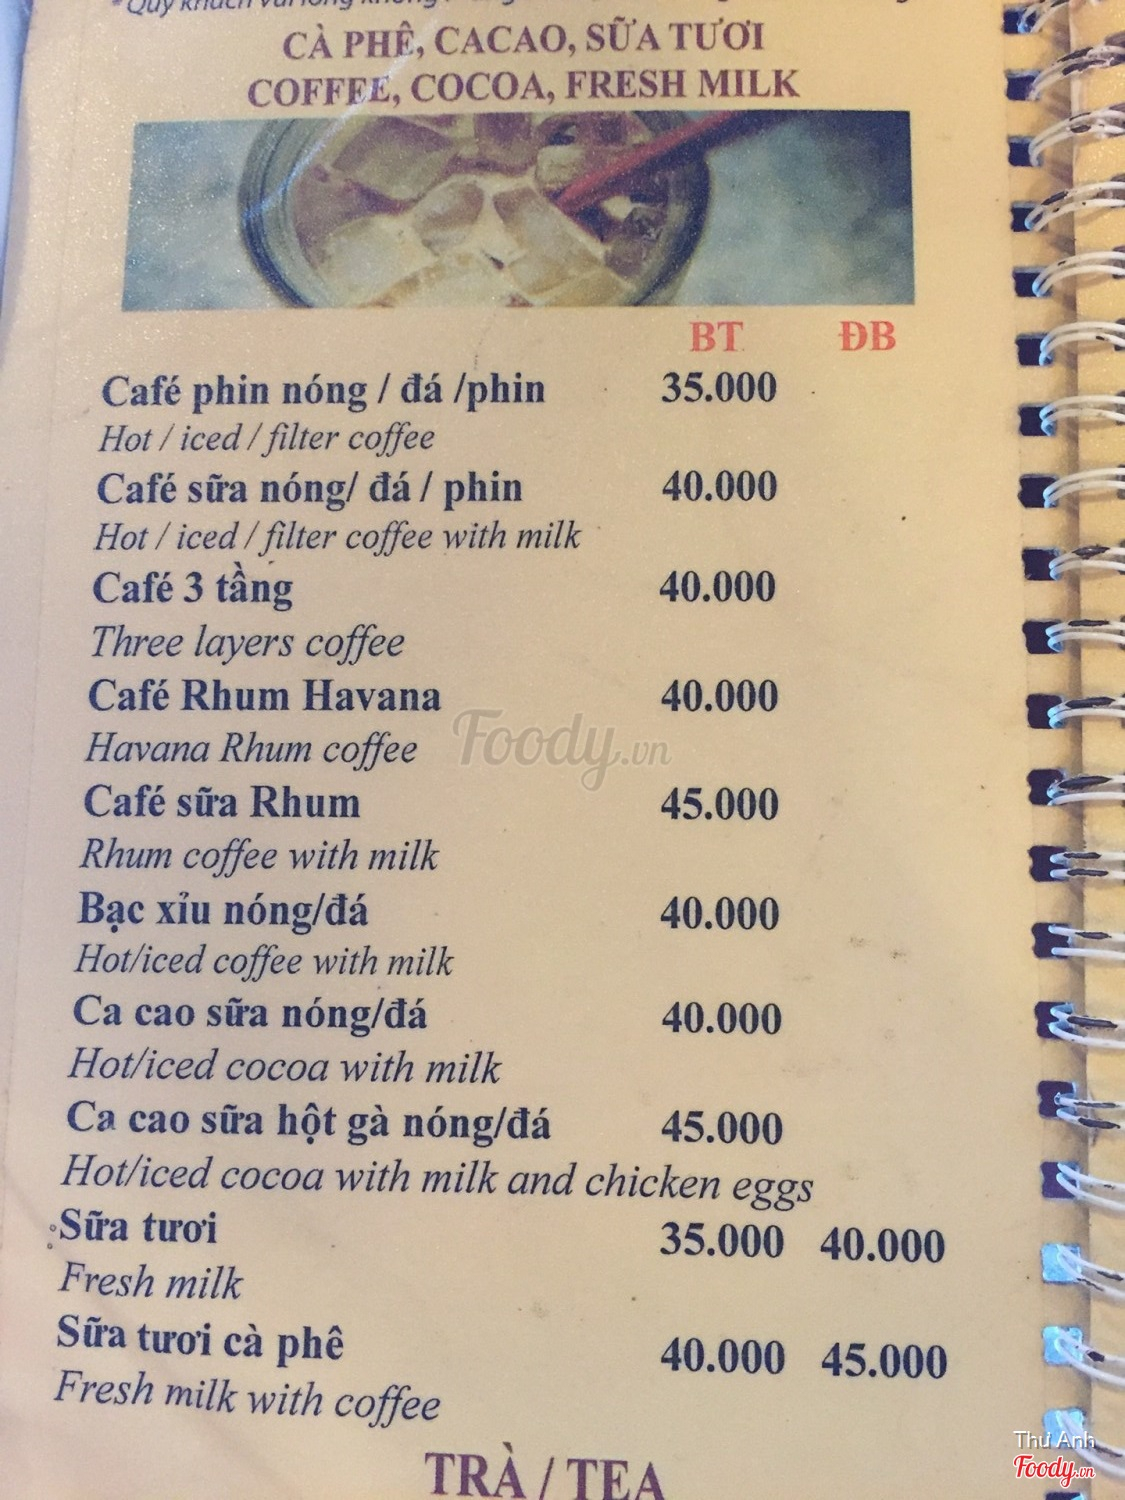 CÀ PHÊ, CACAO, SỮA TƯƠI
COFFEE, COCOA, FRESH MILK
BT ĐB
Café phin nóng / đá /phin 35.000
Hot / iced / filter coffee
Café sữa nóng/ đá / phin 40.000
Hot / iced / filter coffee with milk
Café 3 tầng 40.000
Three layers coffee
Café Rhum Havana 40.000
Havana Rhum coffee
Foody.vn
Café sữa Rhum 45.000
Rhum coffee with milk
Bạc xỉu nóng/đá 40.000
Hot/iced coffee with milk
Ca cao sữa nóng/đá 40.000
Hot/iced cocoa with milk
Ca cao sữa hột gà nóng/đá 45.000
Hot/iced cocoa with milk and chicken eggs
Sữa tươi 35.000 40.000
Fresh milk
Sữa tươi cà phê 40.000 45.000
Fresh milk with coffee
TRÀ / TEA
Thư Anh
Foody.vn